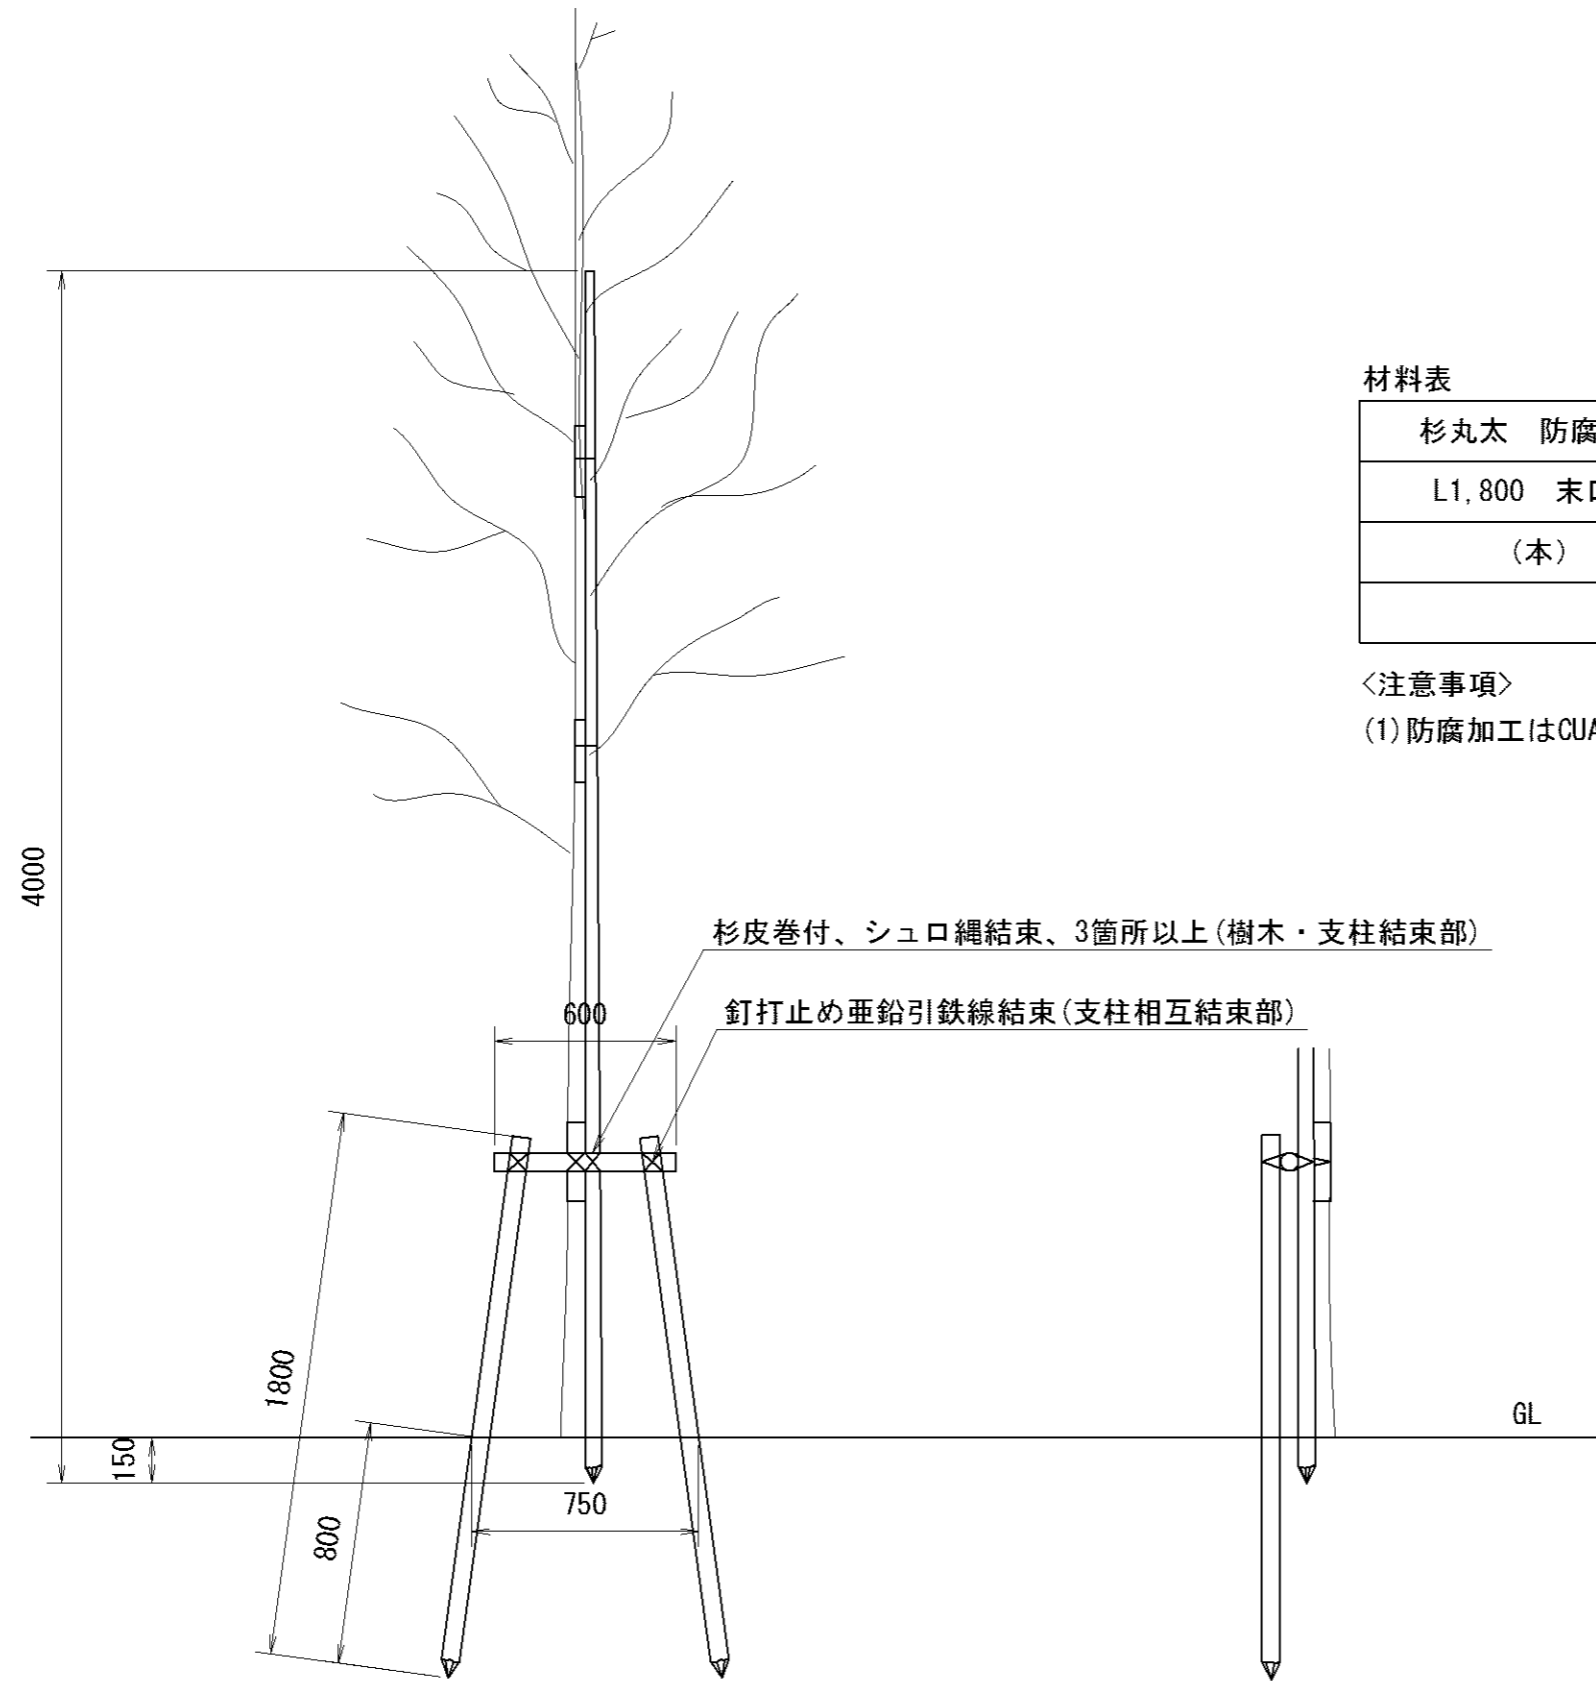 材料表
杉丸太　防腐
L1,800　末口
(本)
<注意事項>
(1)防腐加工はCUA
4000
杉皮巻付、シュロ縄結束、3箇所以上(樹木・支柱結束部)
釘打止め亜鉛引鉄線結束(支柱相互結束部)
600
1800
GL
150
750
800